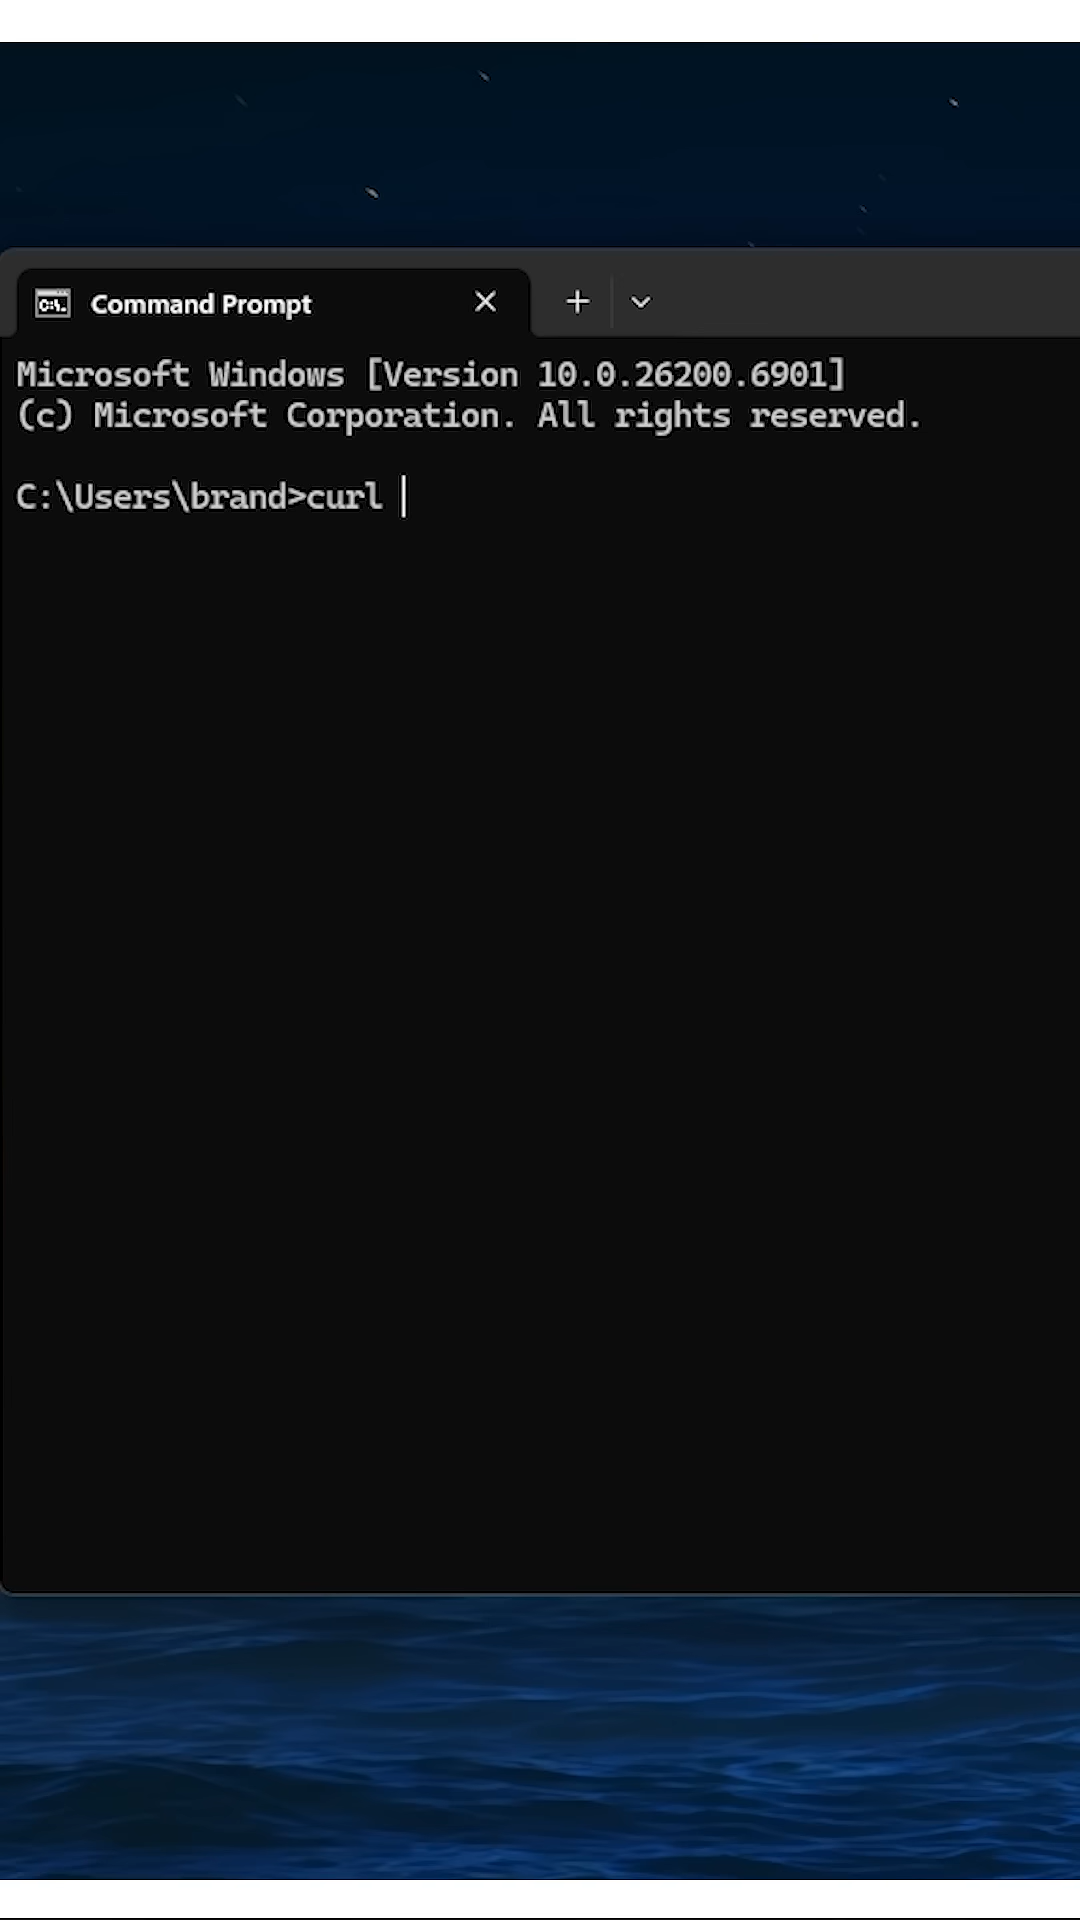 Command Prompt
Microsoft Windows [Version 10.0.26200.6901]
(c) Microsoft Corporation. All rights reserved.
C:\Users\brand>curl